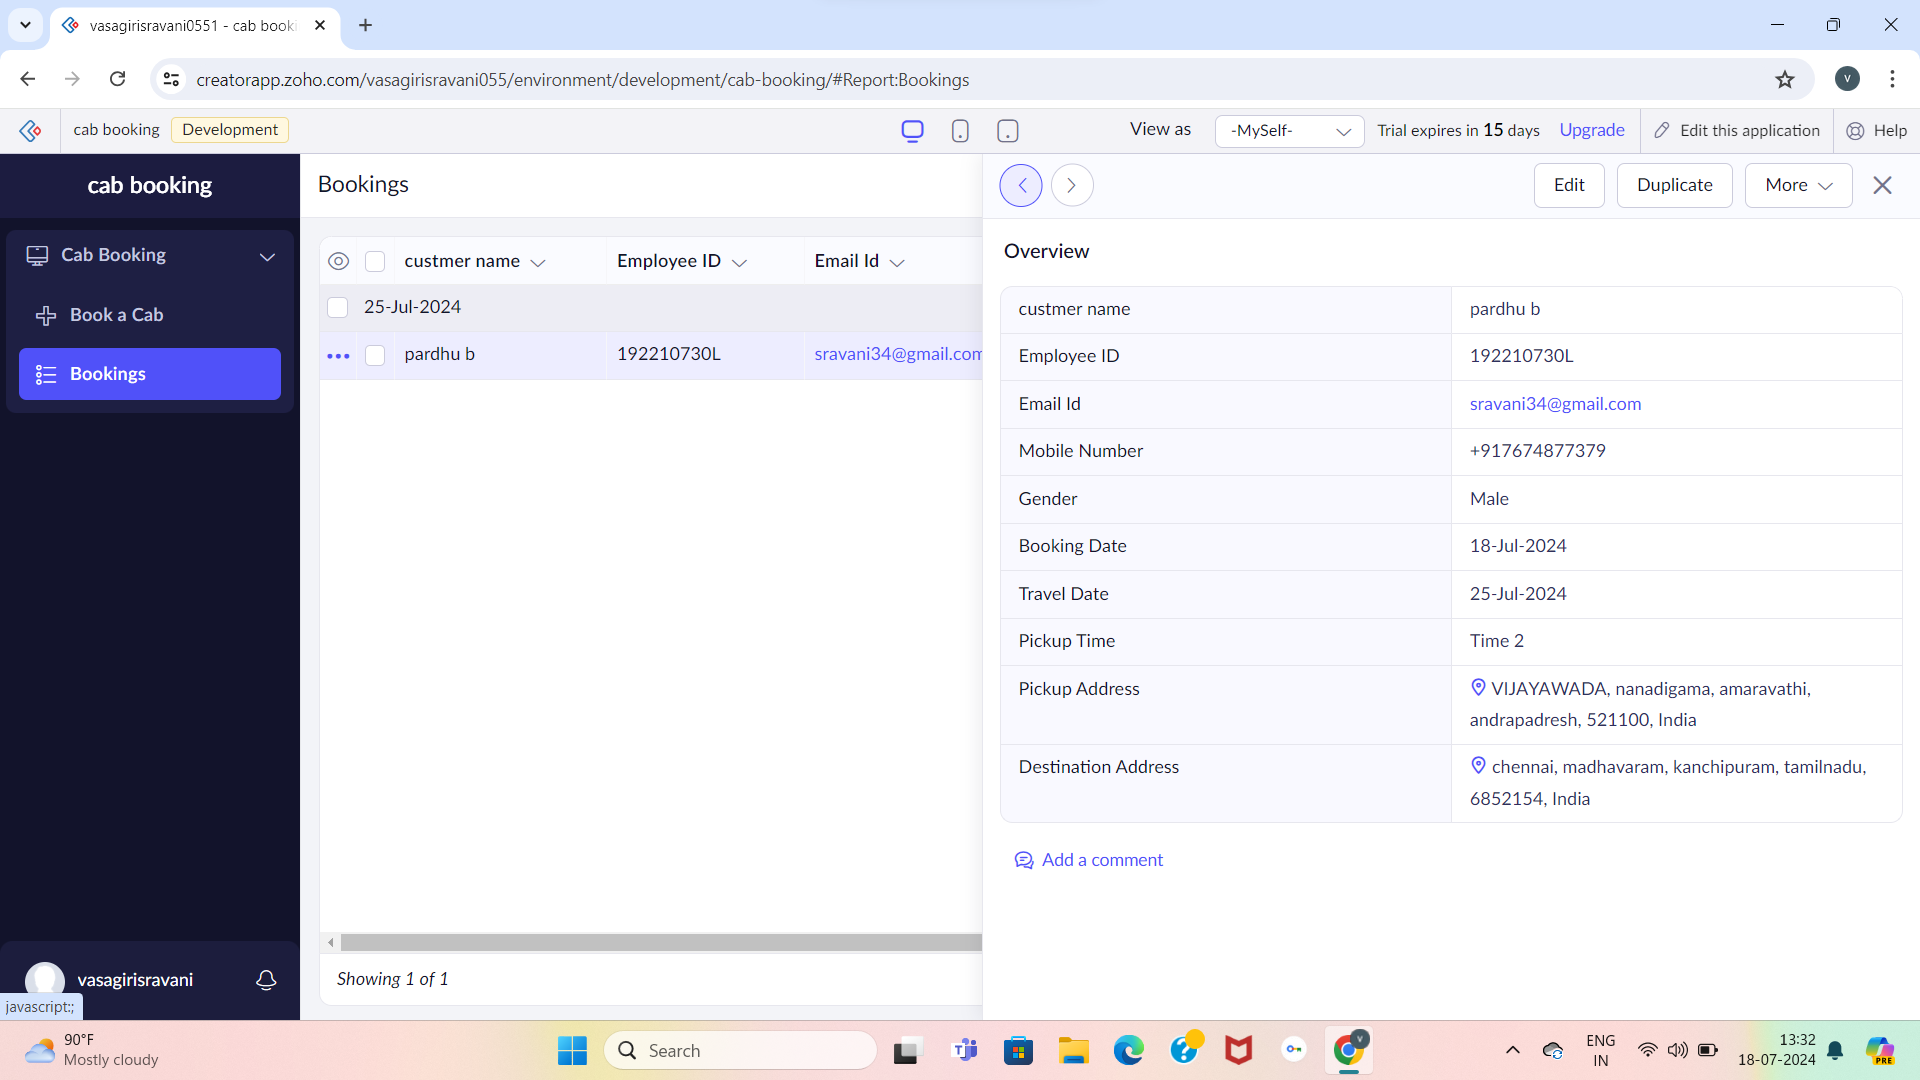 vasagirisravani0551 - cab booki
creatorapp.zoho.com/vasagirisravani055/environment/development/cab-booking/#Report:Bookings
V
cab booking Development View as -MySelf- Trial expires in 15 days Upgrade Edit this application Help
cab booking
Cab Booking
Book a Cab
Bookings
vasagirisravani
javascript:;
Bookings
custmer name Employee ID Email Id
25-Jul-2024
pardhu b 192210730L sravani34@gmail.com
Showing 1 of 1
Edit Duplicate More
Overview
custmer name pardhu b
Employee ID 192210730L
Email Id sravani34@gmail.com
Mobile Number +917674877379
Gender Male
Booking Date 18-Jul-2024
Travel Date 25-Jul-2024
Pickup Time Time 2
Pickup Address VIJAYAWADA, nanadigama, amaravathi,
andrapadresh, 521100, India
Destination Address chennai, madhavaram, kanchipuram, tamilnadu,
6852154, India
Add a comment
90°F
Mostly cloudy
Search
ENG
IN
13:32
18-07-2024
PRE